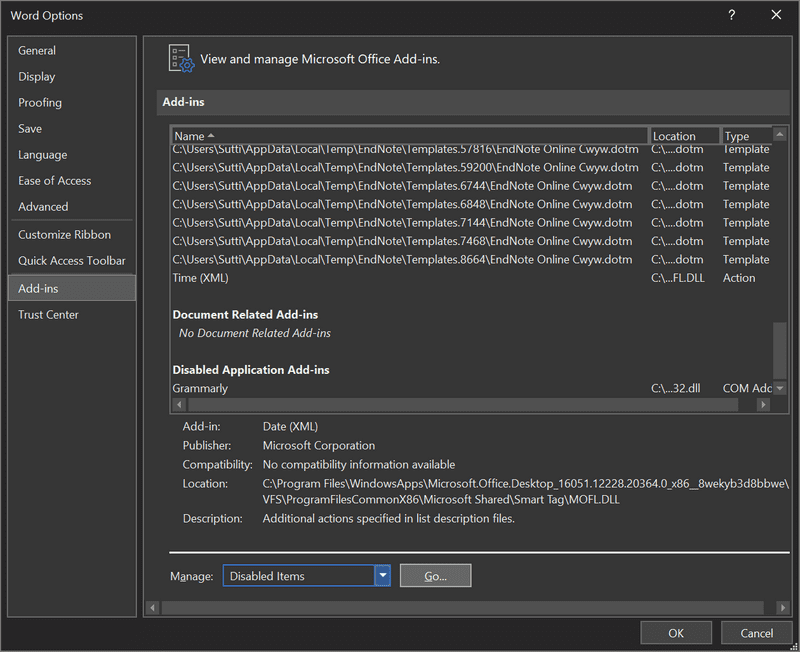 Word Options
?
General
Display
Proofing
Save
Language
Ease of Access
Advanced
Customize Ribbon
Quick Access Toolbar
Add-ins
Trust Center
View and manage Microsoft Office Add-ins.
Add-ins
Name Location Type
C:\Users\Sutti\AppData\Local\Temp\EndNote\Templates.57816\EndNote Online Cwyw.dotm C:\....dotm Template
C:\Users\Sutti\AppData\Local\Temp\EndNote\Templates.59200\EndNote Online Cwyw.dotm C:\....dotm Template
C:\Users\Sutti\AppData\Local\Temp\EndNote\Templates.6744\EndNote Online Cwyw.dotm C:\....dotm Template
C:\Users\Sutti\AppData\Local\Temp\EndNote\Templates.6848\EndNote Online Cwyw.dotm C:\....dotm Template
C:\Users\Sutti\AppData\Local\Temp\EndNote\Templates.7144\EndNote Online Cwyw.dotm C:\....dotm Template
C:\Users\Sutti\AppData\Local\Temp\EndNote\Templates.7468\EndNote Online Cwyw.dotm C:\....dotm Template
C:\Users\Sutti\AppData\Local\Temp\EndNote\Templates.8664\EndNote Online Cwyw.dotm C:\....dotm Template
Time (XML) C:\...FL.DLL Action
Document Related Add-ins
No Document Related Add-ins
Disabled Application Add-ins
Grammarly C:\...32.dll COM Add
Add-in: Date (XML)
Publisher: Microsoft Corporation
Compatibility: No compatibility information available
Location: C:\Program Files\WindowsApps\Microsoft.Office.Desktop_16051.12228.20364.0_x86__8wekyb3d8bbwe\
VFS\ProgramFilesCommonX86\Microsoft Shared\Smart Tag\MOFL.DLL
Description: Additional actions specified in list description files.
Manage: Disabled Items Go...
OK Cancel